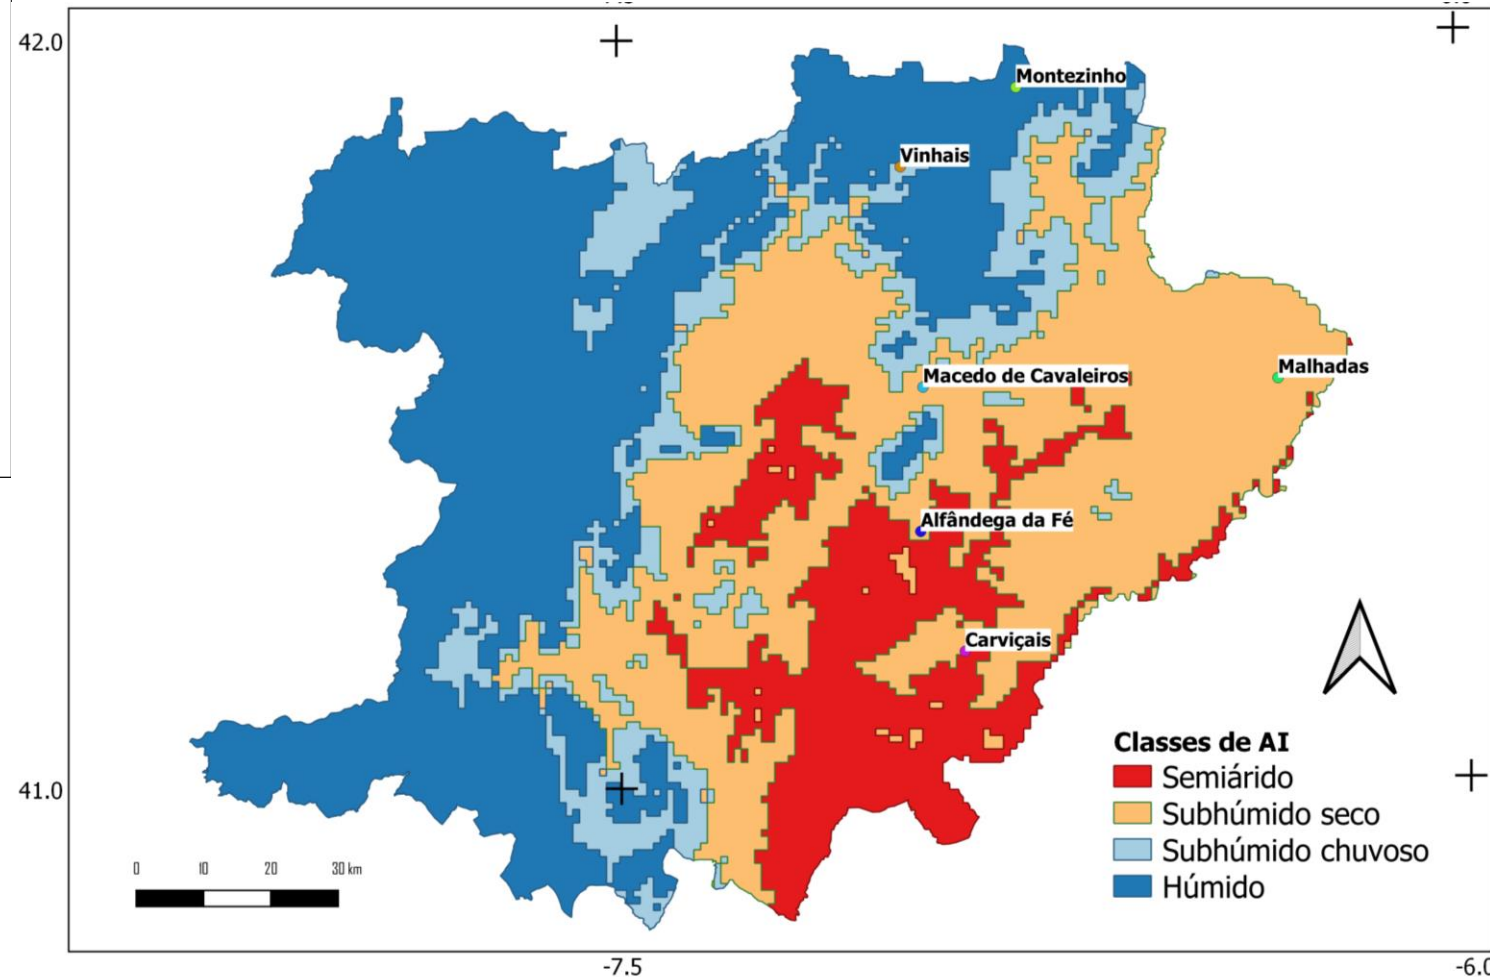 42.0
Montezinho
Vinhais
Macedo de Cavaleiros
Malhadas
Alfândega da Fé
Carviçais
Classes de AI
Semiárido
Subhúmido seco
Subhúmido chuvoso
Húmido
41.0
0 10 20 30 km
-7.5